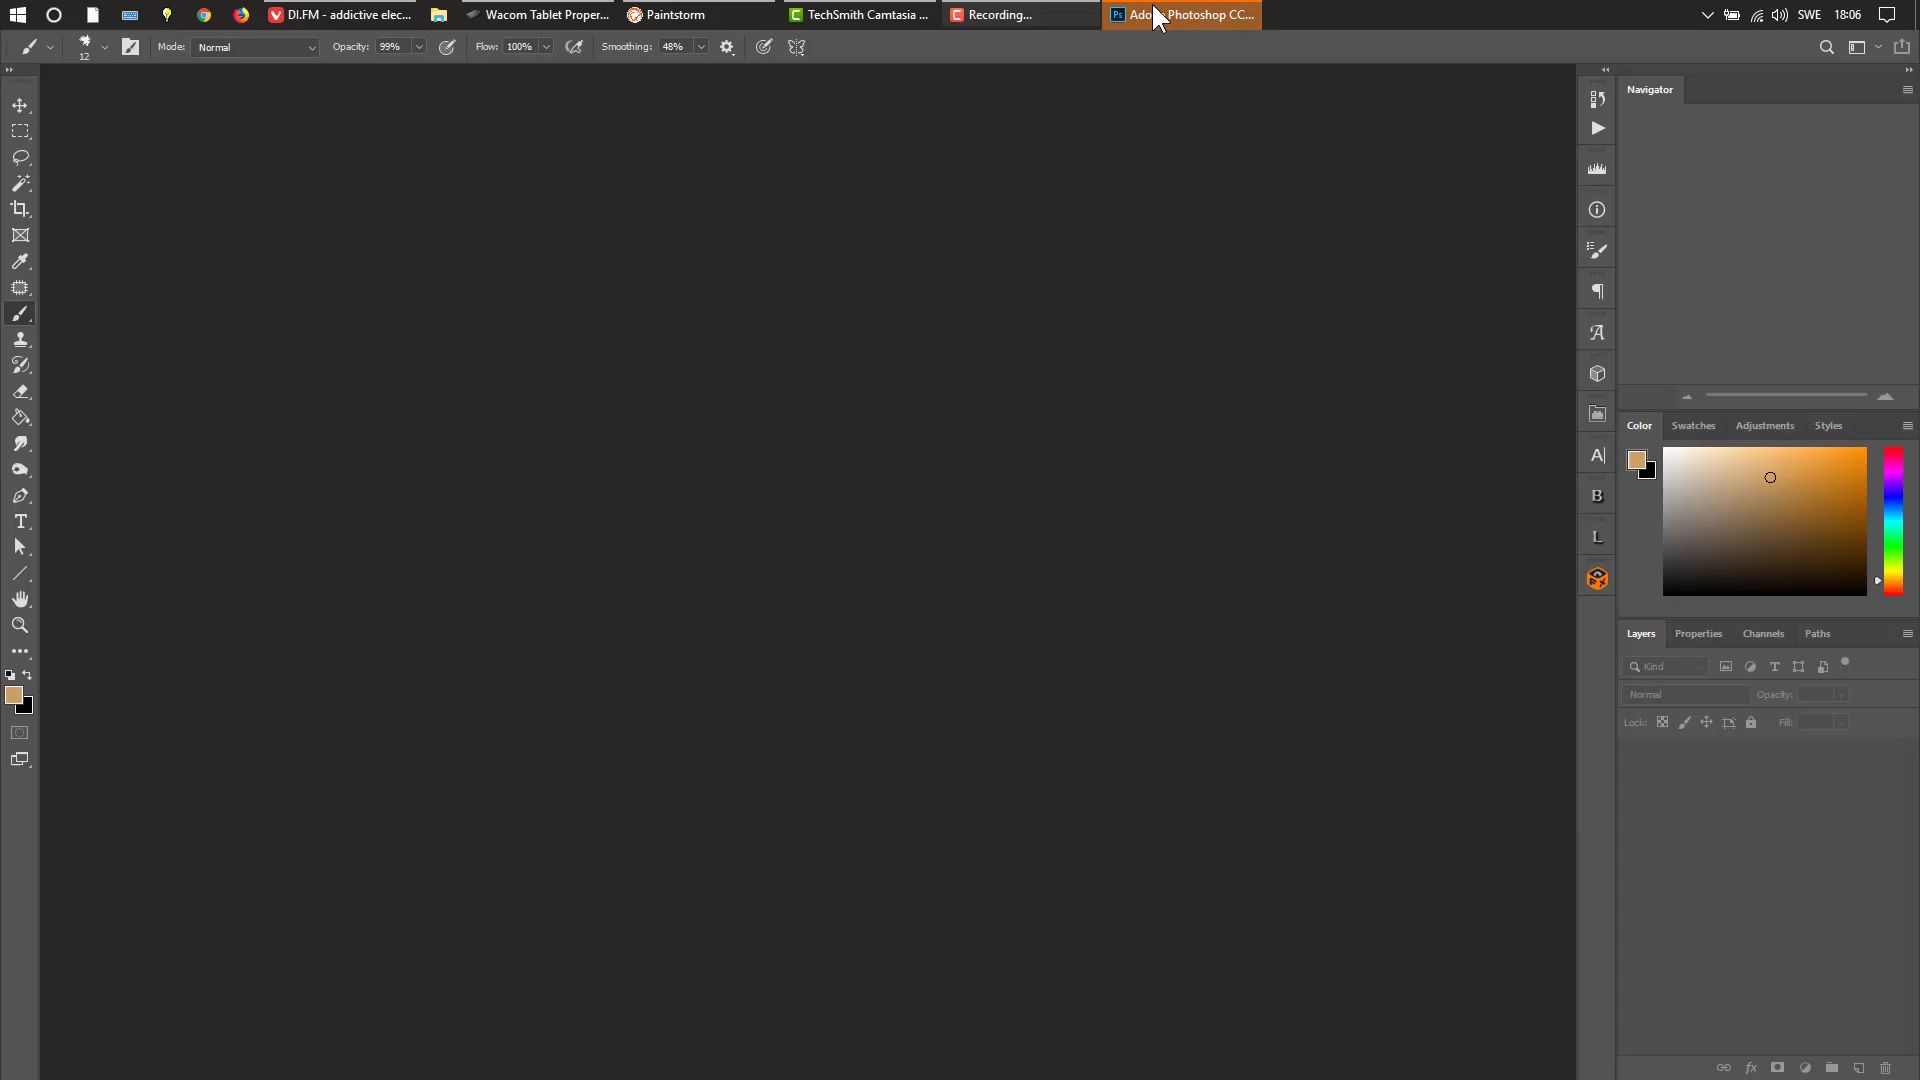 DI.FM - addictive elec...
Wacom Tablet Proper...
Paintstorm
TechSmith Camtasia ...
Recording...
Photoshop CC...
SWE
18:06
12
Mode: Normal
Opacity: 99%
Flow: 100%
Smoothing: 48%
Navigator
Color
Swatches
Adjustments
Styles
Layers
Properties
Channels
Paths
Kind
Normal
Opacity:
Lock:
Fill: